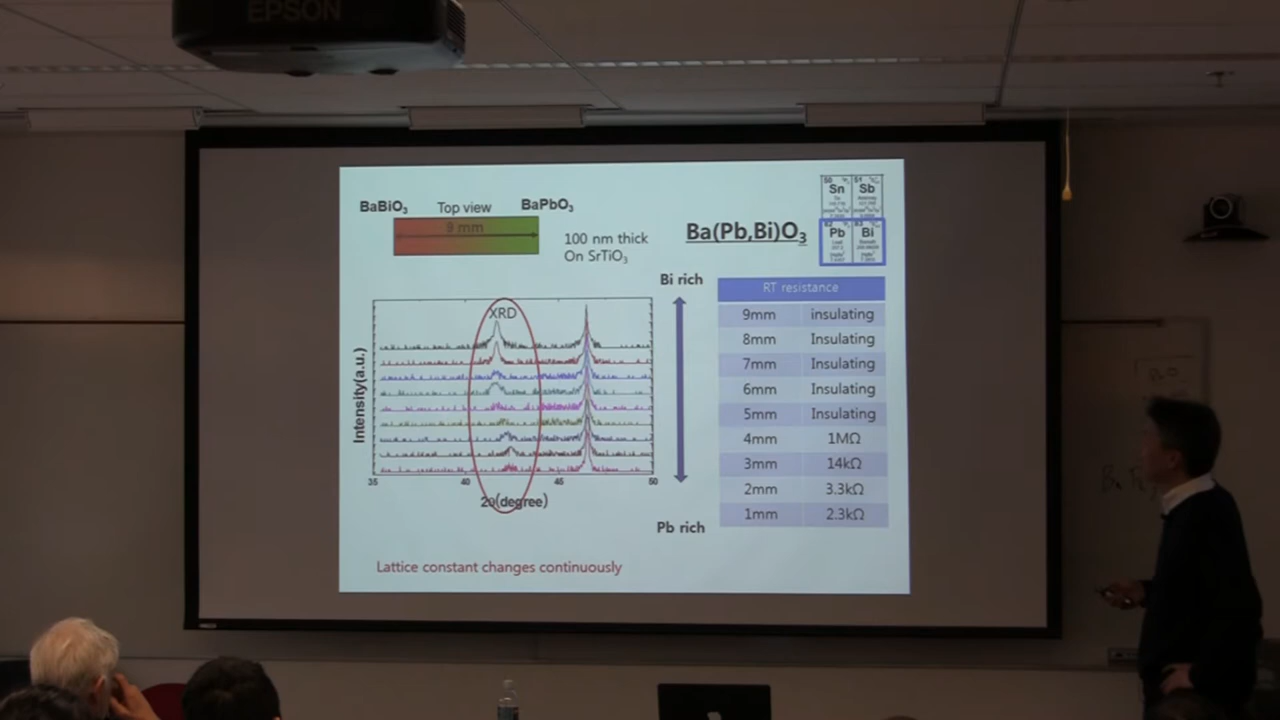 EPSON
BaBiO3
Top view
BaPbO3
9 mm
100 nm thick
On SrTiO3
Ba(Pb,Bi)O3
50 51
Sn Sb
Pb Bi
Bi rich
Pb rich
XRD
Intensity(a.u.)
35 40 45 50
2θ(degree)
RT resistance
9mm insulating
8mm Insulating
7mm Insulating
6mm Insulating
5mm Insulating
4mm 1MΩ
3mm 14kΩ
2mm 3.3kΩ
1mm 2.3kΩ
Lattice constant changes continuously